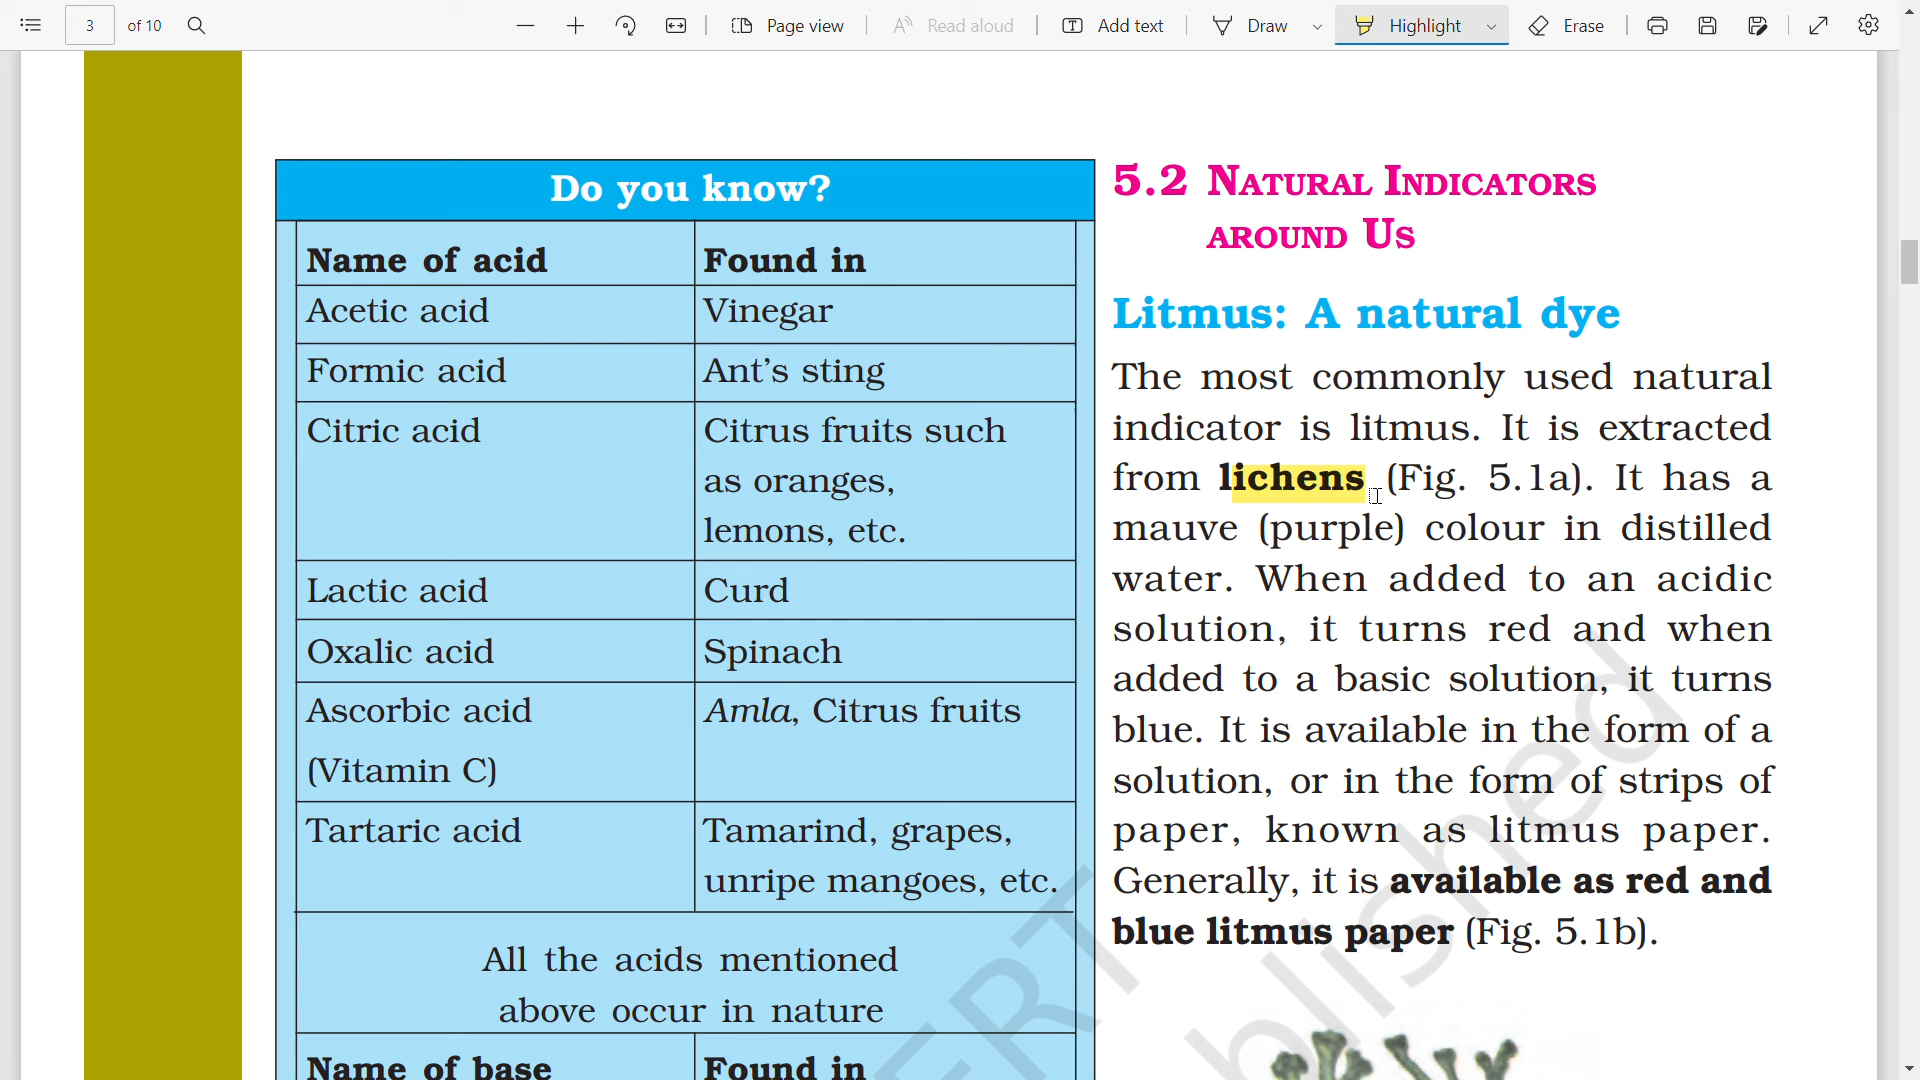 3 of 10 Page view Read aloud Add text Draw Highlight Erase
Do you know?
Name of acid Found in
Acetic acid Vinegar
Formic acid Ant’s sting
Citric acid Citrus fruits such
as oranges,
lemons, etc.
Lactic acid Curd
Oxalic acid Spinach
Ascorbic acid Amla, Citrus fruits
(Vitamin C)
Tartaric acid Tamarind, grapes,
unripe mangoes, etc.
All the acids mentioned
above occur in nature
Name of base Found in
5.2 NATURAL INDICATORS
AROUND US
Litmus: A natural dye
The most commonly used natural
indicator is litmus. It is extracted
from lichens (Fig. 5.1a). It has a
mauve (purple) colour in distilled
water. When added to an acidic
solution, it turns red and when
added to a basic solution, it turns
blue. It is available in the form of a
solution, or in the form of strips of
paper, known as litmus paper.
Generally, it is available as red and
blue litmus paper (Fig. 5.1b).